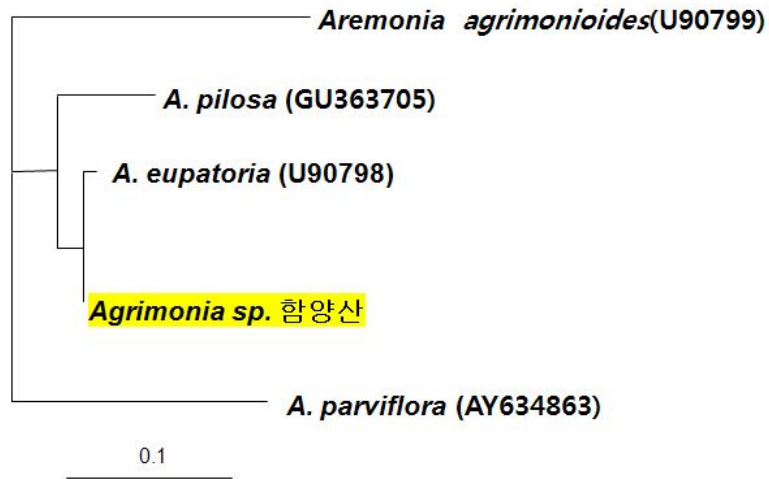 Aremonia agrimonioides(U90799)
A. pilosa (GU363705)
A. eupatoria (U90798)
Agrimonia sp. 함양산
A. parviflora (AY634863)
0.1